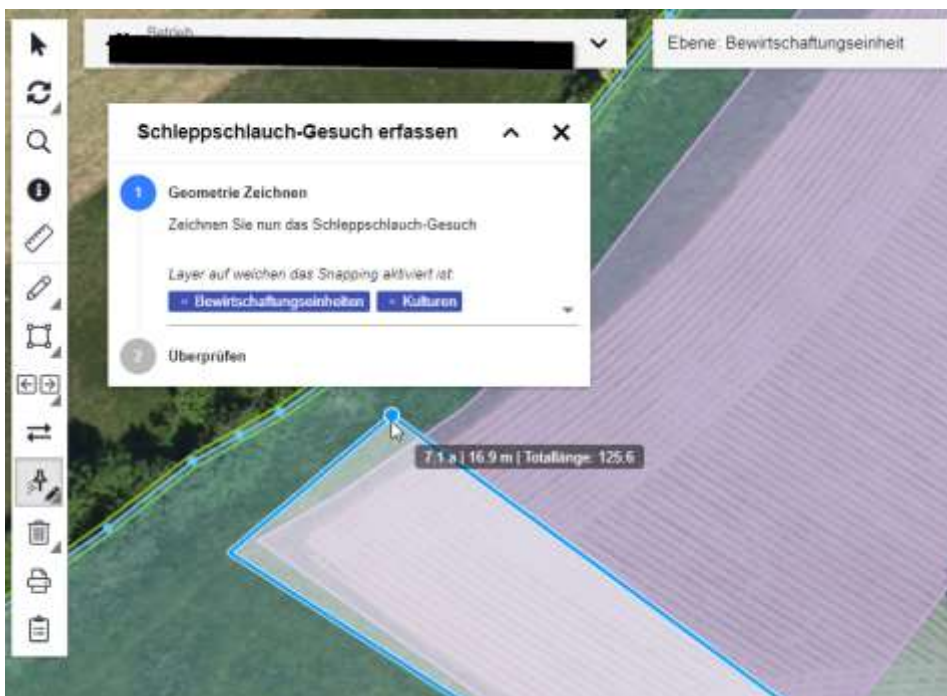 Betrieb
Ebene: Bewirtschaftungseinheit
Schleppschlauch-Gesuch erfassen
1
Geometrie Zeichnen
Zeichnen Sie nun das Schleppschlauch-Gesuch
Layer auf welchen das Snapping aktiviert ist:
× Bewirtschaftungseinheiten × Kulturen
2
Überprüfen
7.1 a | 16.9 m | Totallänge: 125.6